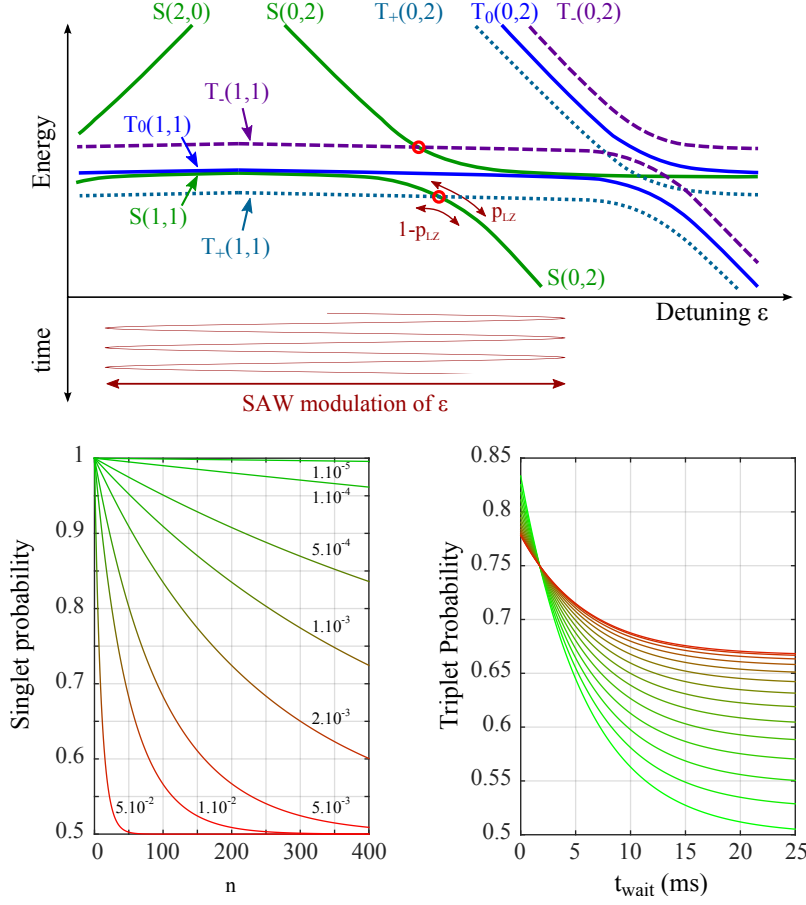 S(2,0) S(0,2) T₊(0,2) T₀(0,2) T₋(0,2)
Energy
T₋(1,1)
T₀(1,1)
S(1,1)
T₊(1,1)
p_LZ
1-p_LZ
S(0,2)
Detuning ε
time
SAW modulation of ε
Singlet probability
1
0.9
0.8
0.7
0.6
0.5
1.10⁻⁵
1.10⁻⁴
5.10⁻⁴
1.10⁻³
2.10⁻³
5.10⁻² 1.10⁻² 5.10⁻³
0 100 200 300 400
n
Triplet Probability
0.85
0.8
0.75
0.7
0.65
0.6
0.55
0.5
0 5 10 15 20 25
t_wait (ms)